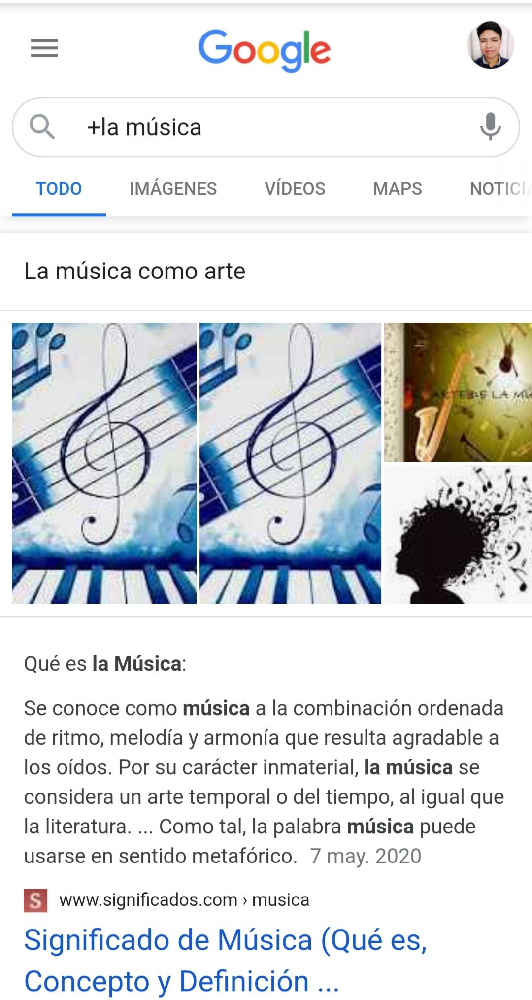 Google
+la música
TODO IMÁGENES VÍDEOS MAPS NOTICI
La música como arte
ARTE DE LA MÚ
Qué es la Música:
Se conoce como música a la combinación ordenada
de ritmo, melodía y armonía que resulta agradable a
los oídos. Por su carácter inmaterial, la música se
considera un arte temporal o del tiempo, al igual que
la literatura. ... Como tal, la palabra música puede
usarse en sentido metafórico. 7 may. 2020
S www.significados.com › musica
Significado de Música (Qué es,
Concepto y Definición ...